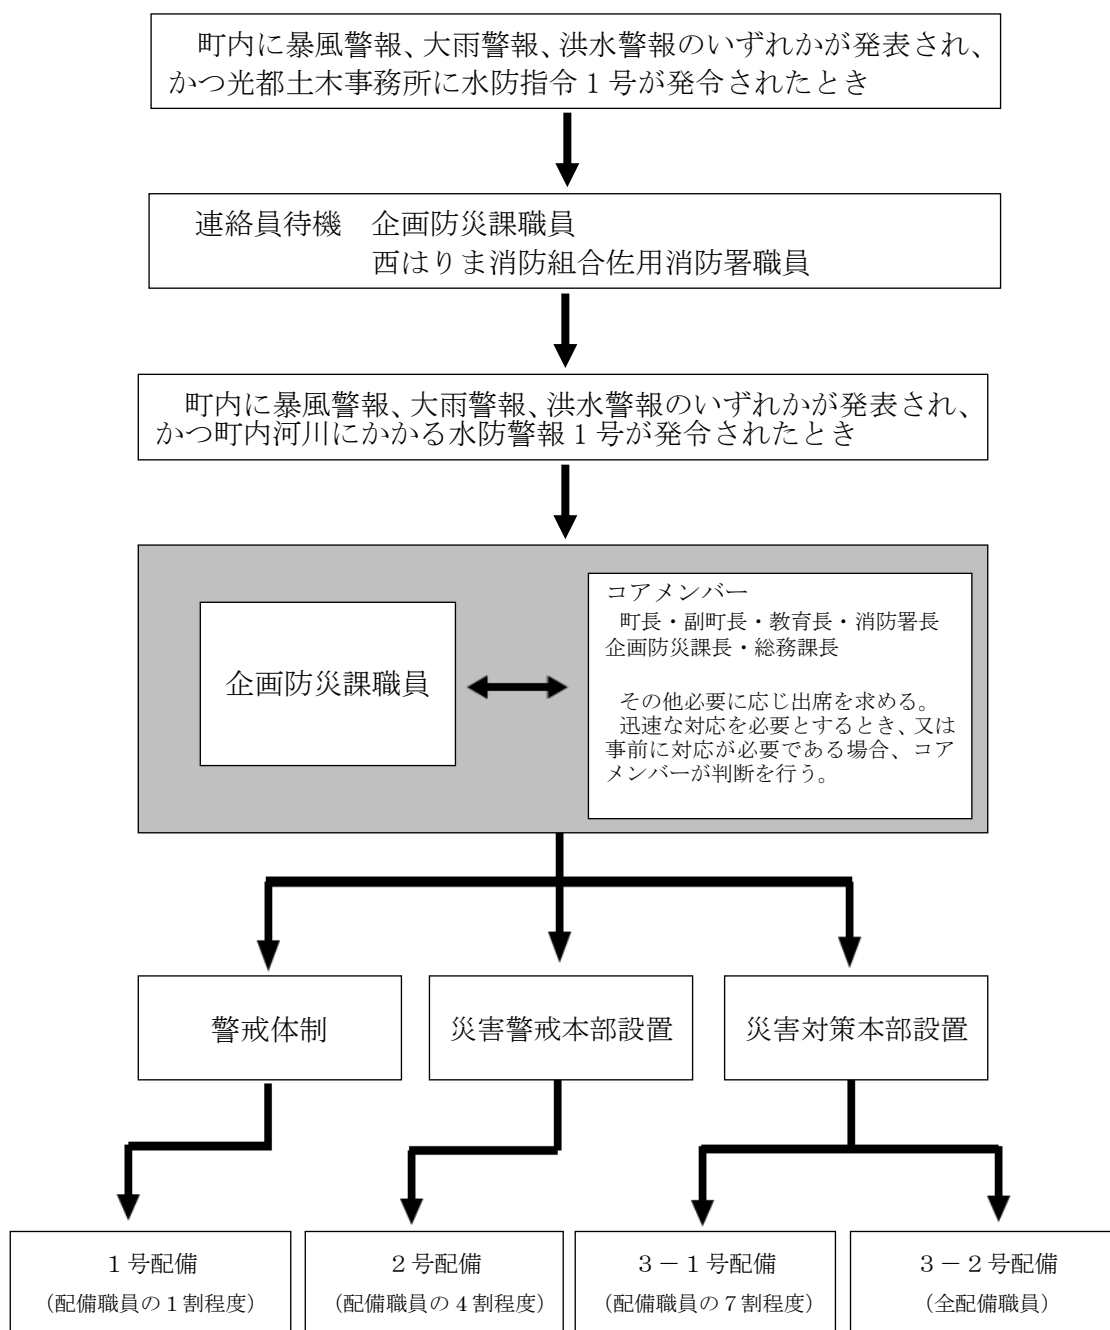 町内に暴風警報、大雨警報、洪水警報のいずれかが発表され、
かつ光都土木事務所に水防指令１号が発令されたとき
連絡員待機　企画防災課職員
西はりま消防組合佐用消防署職員
町内に暴風警報、大雨警報、洪水警報のいずれかが発表され、
かつ町内河川にかかる水防警報１号が発令されたとき
企画防災課職員
コアメンバー
町長・副町長・教育長・消防署長
企画防災課長・総務課長
その他必要に応じ出席を求める。
迅速な対応を必要とするとき、又は
事前に対応が必要である場合、コア
メンバーが判断を行う。
警戒体制
災害警戒本部設置
災害対策本部設置
１号配備
（配備職員の１割程度）
２号配備
（配備職員の４割程度）
３－１号配備
（配備職員の７割程度）
３－２号配備
（全配備職員）